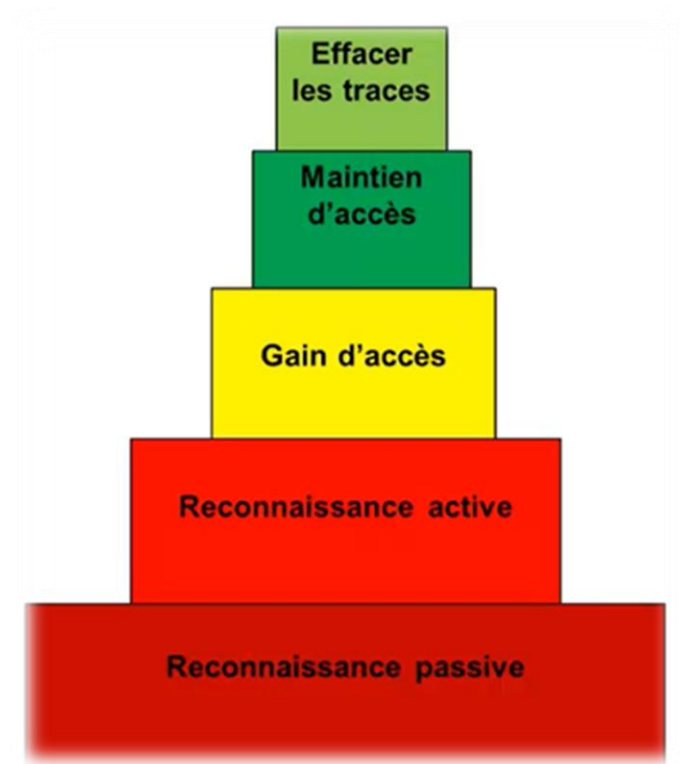 Effacer
les traces
Maintien
d'accès
Gain d'accès
Reconnaissance active
Reconnaissance passive